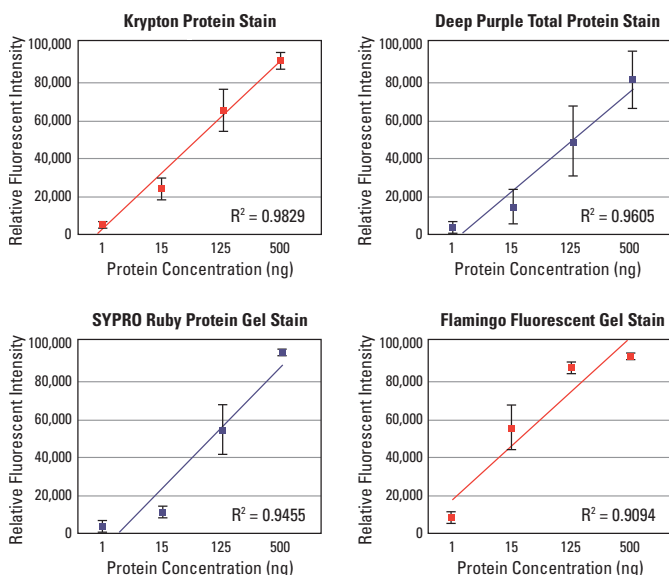 Krypton Protein Stain
Relative Fluorescent Intensity
100,000
80,000
60,000
40,000
20,000
0
R² = 0.9829
1 15 125 500
Protein Concentration (ng)
Deep Purple Total Protein Stain
Relative Fluorescent Intensity
100,000
80,000
60,000
40,000
20,000
0
R² = 0.9605
1 15 125 500
Protein Concentration (ng)
SYPRO Ruby Protein Gel Stain
Relative Fluorescent Intensity
100,000
80,000
60,000
40,000
20,000
0
R² = 0.9455
1 15 125 500
Protein Concentration (ng)
Flamingo Fluorescent Gel Stain
Relative Fluorescent Intensity
100,000
80,000
60,000
40,000
20,000
0
R² = 0.9094
1 15 125 500
Protein Concentration (ng)